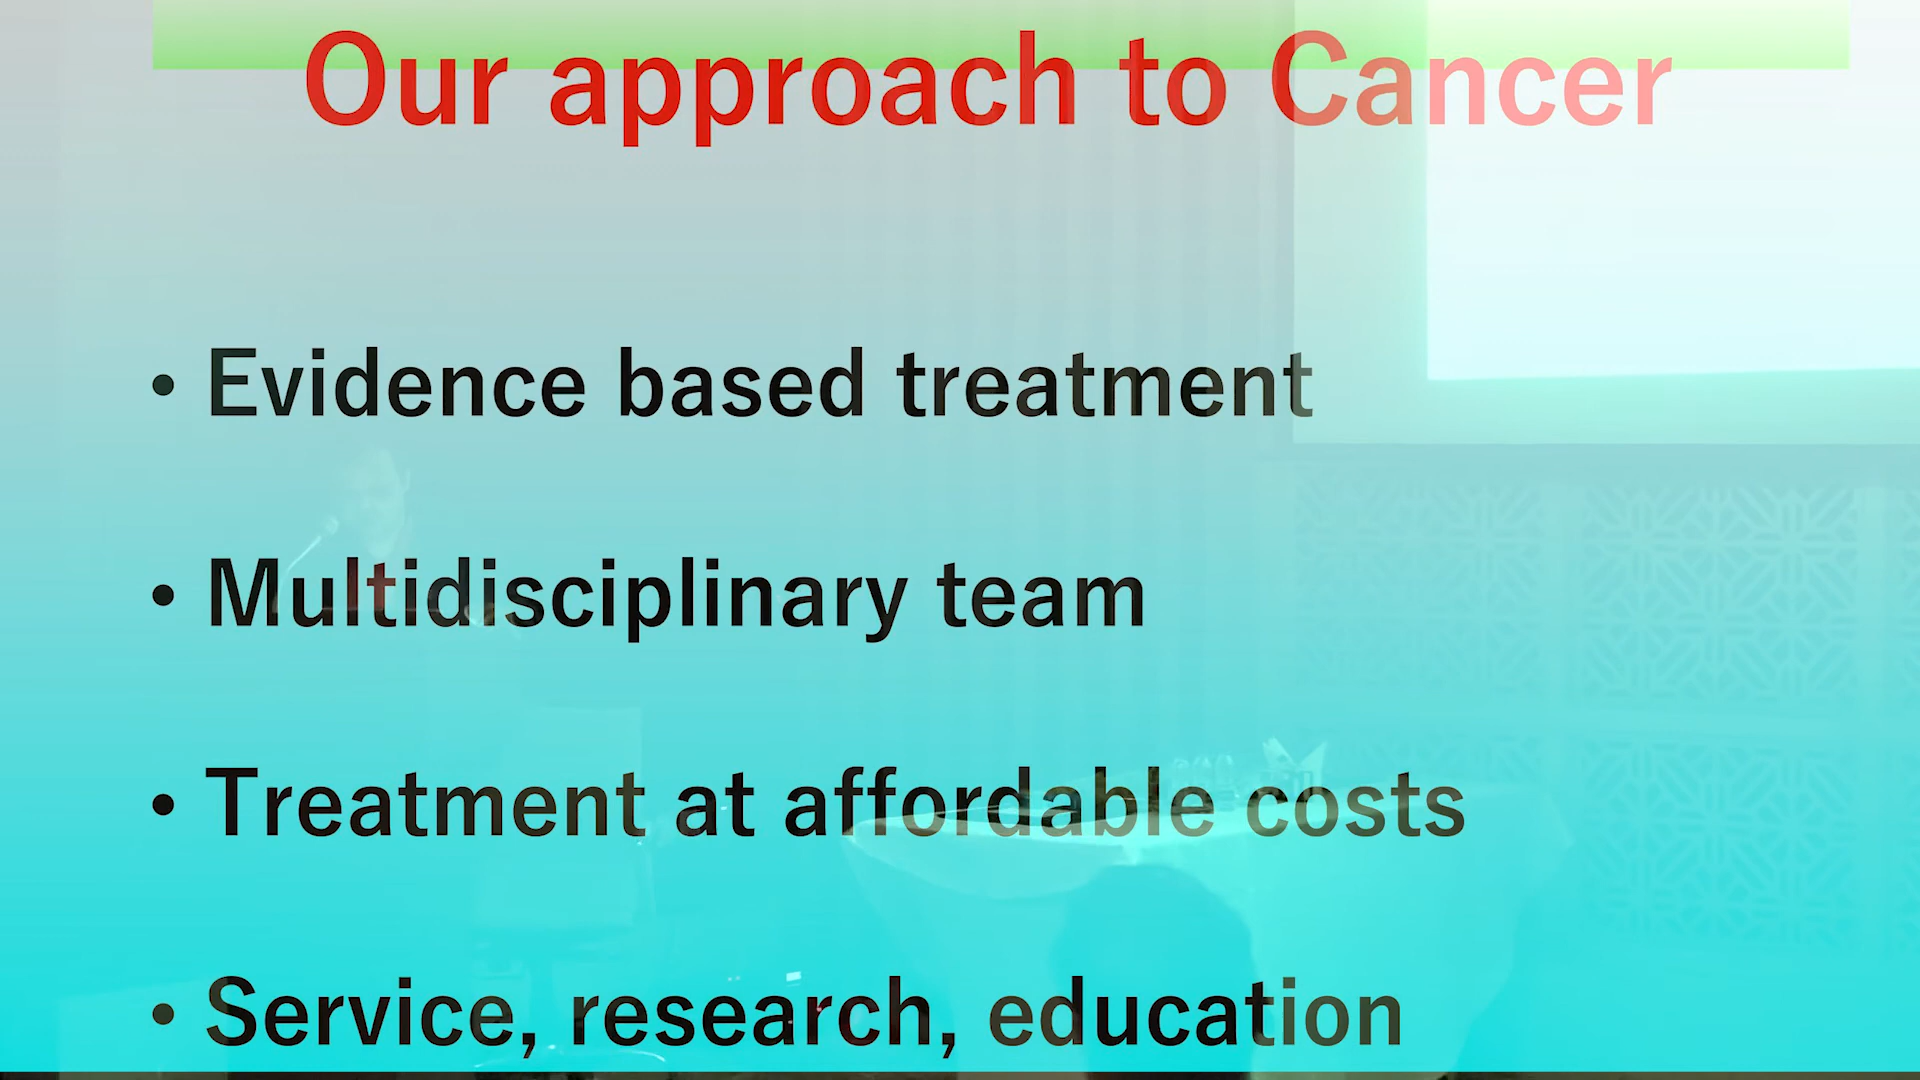 Our approach to Cancer
• Evidence based treatment
• Multidisciplinary team
• Treatment at affordable costs
• Service, research, education